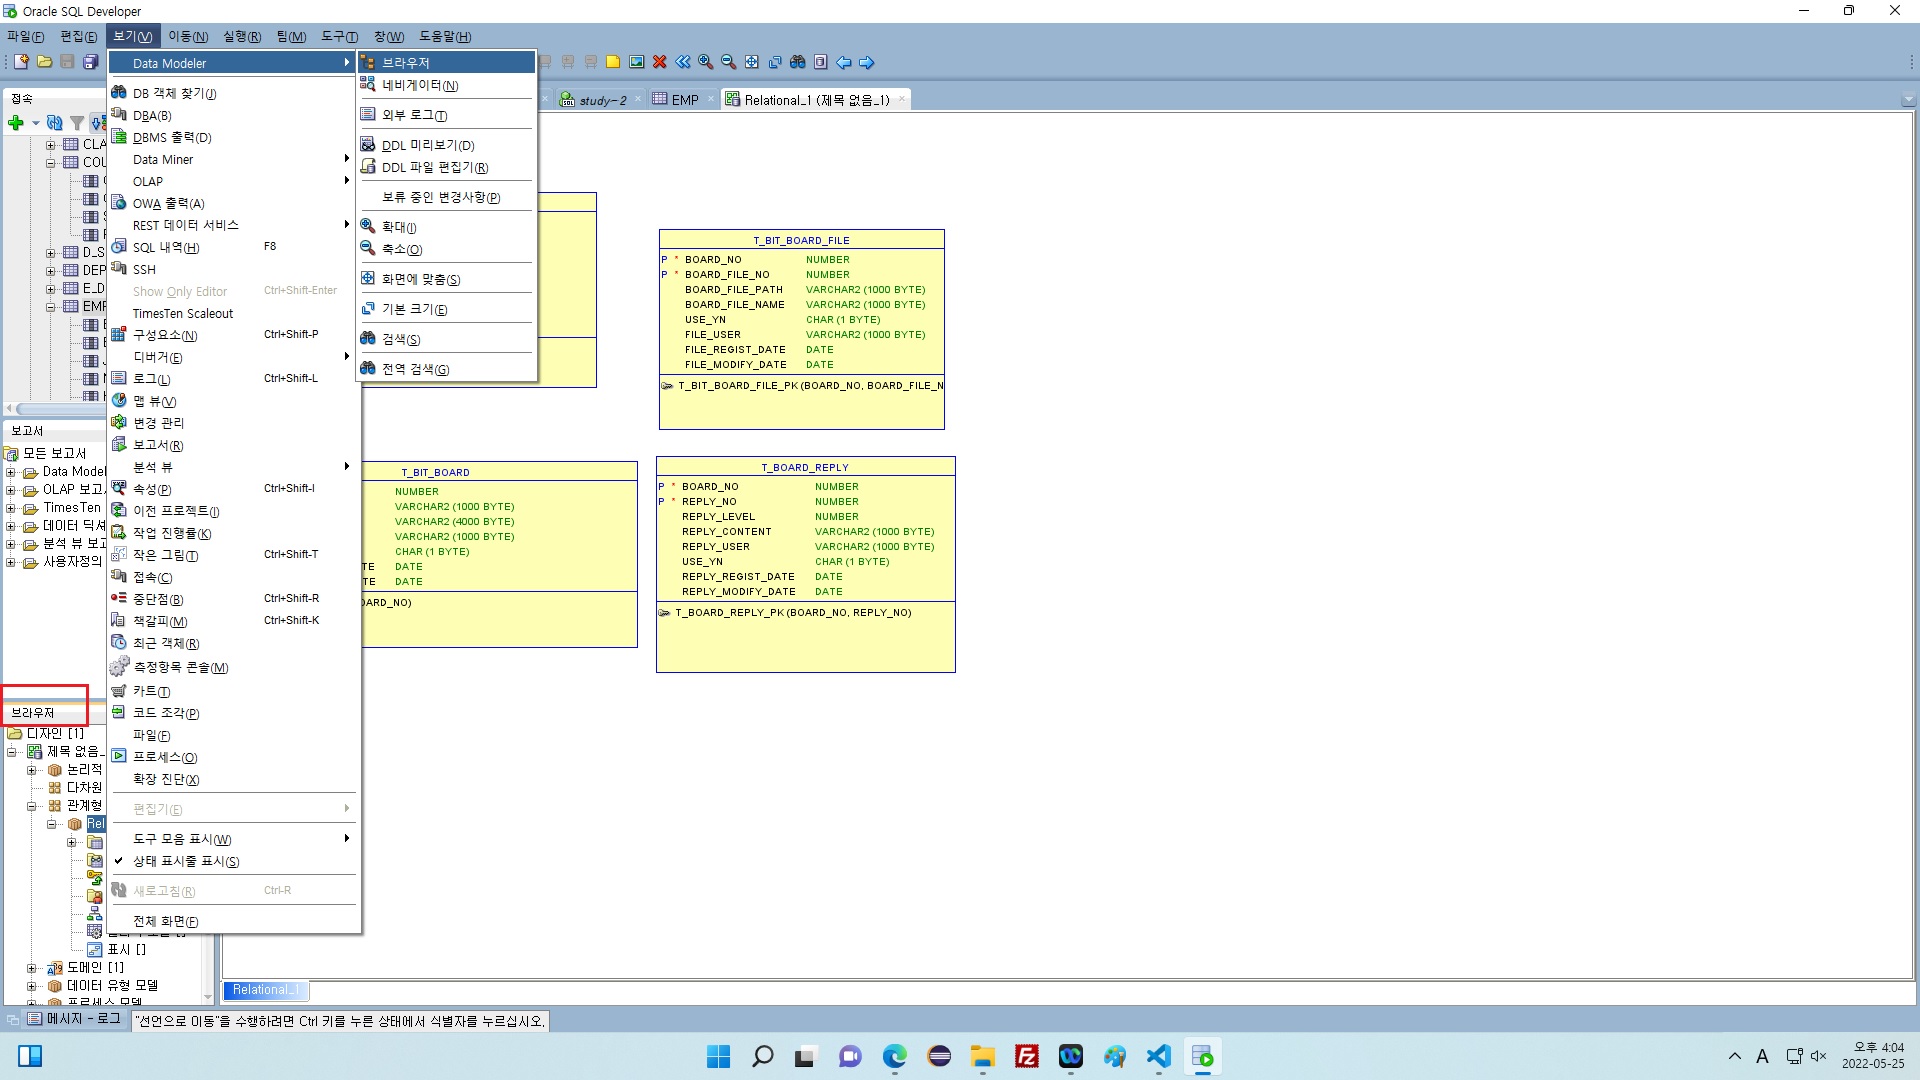 Oracle SQL Developer
파일(F) 편집(E) 보기(V) 이동(N) 실행(R) 팀(M) 도구(T) 창(W) 도움말(H)
접속
CLA
COL
D_S
DEP
E_D
EMP
보고서
모든 보고서
Data Model
OLAP 보고
TimesTen
데이터 딕셔
분석 뷰 보고
사용자정의
브라우저
디자인 [1]
제목 없음_
논리적
다차원
관계형
Rel
표시 []
도메인 [1]
데이터 유형 모델
프로세스 모델
메시지 - 로그
"선언으로 이동"을 수행하려면 Ctrl 키를 누른 상태에서 식별자를 누르십시오.
Data Modeler
DB 객체 찾기(J)
DBA(B)
DBMS 출력(D)
Data Miner
OLAP
OWA 출력(A)
REST 데이터 서비스
SQL 내역(H) F8
SSH
Show Only Editor Ctrl+Shift-Enter
TimesTen Scaleout
구성요소(N) Ctrl+Shift-P
디버거(E)
로그(L) Ctrl+Shift-L
맵 뷰(V)
변경 관리
보고서(R)
분석 뷰
속성(P) Ctrl+Shift-I
이전 프로젝트(I)
작업 진행률(K)
작은 그림(T) Ctrl+Shift-T
접속(C)
중단점(B) Ctrl+Shift-R
책갈피(M) Ctrl+Shift-K
최근 객체(R)
측정항목 콘솔(M)
카트(T)
코드 조각(P)
파일(F)
프로세스(O)
확장 진단(X)
편집기(E)
도구 모음 표시(W)
상태 표시줄 표시(S)
새로고침(R) Ctrl-R
전체 화면(F)
브라우저
네비게이터(N)
외부 로그(T)
DDL 미리보기(D)
DDL 파일 편집기(R)
보류 중인 변경사항(P)
확대(I)
축소(O)
화면에 맞춤(S)
기본 크기(E)
검색(S)
전역 검색(G)
study-2 EMP Relational_1 (제목 없음_1)
T_BIT_BOARD_FILE
P * BOARD_NO NUMBER
P * BOARD_FILE_NO NUMBER
BOARD_FILE_PATH VARCHAR2 (1000 BYTE)
BOARD_FILE_NAME VARCHAR2 (1000 BYTE)
USE_YN CHAR (1 BYTE)
FILE_USER VARCHAR2 (1000 BYTE)
FILE_REGIST_DATE DATE
FILE_MODIFY_DATE DATE
T_BIT_BOARD_FILE_PK (BOARD_NO, BOARD_FILE_N
T_BIT_BOARD
NUMBER
VARCHAR2 (1000 BYTE)
VARCHAR2 (4000 BYTE)
VARCHAR2 (1000 BYTE)
CHAR (1 BYTE)
TE DATE
TE DATE
OARD_NO)
T_BOARD_REPLY
P * BOARD_NO NUMBER
P * REPLY_NO NUMBER
REPLY_LEVEL NUMBER
REPLY_CONTENT VARCHAR2 (1000 BYTE)
REPLY_USER VARCHAR2 (1000 BYTE)
USE_YN CHAR (1 BYTE)
REPLY_REGIST_DATE DATE
REPLY_MODIFY_DATE DATE
T_BOARD_REPLY_PK (BOARD_NO, REPLY_NO)
Relational_1
A
오후 4:04
2022-05-25